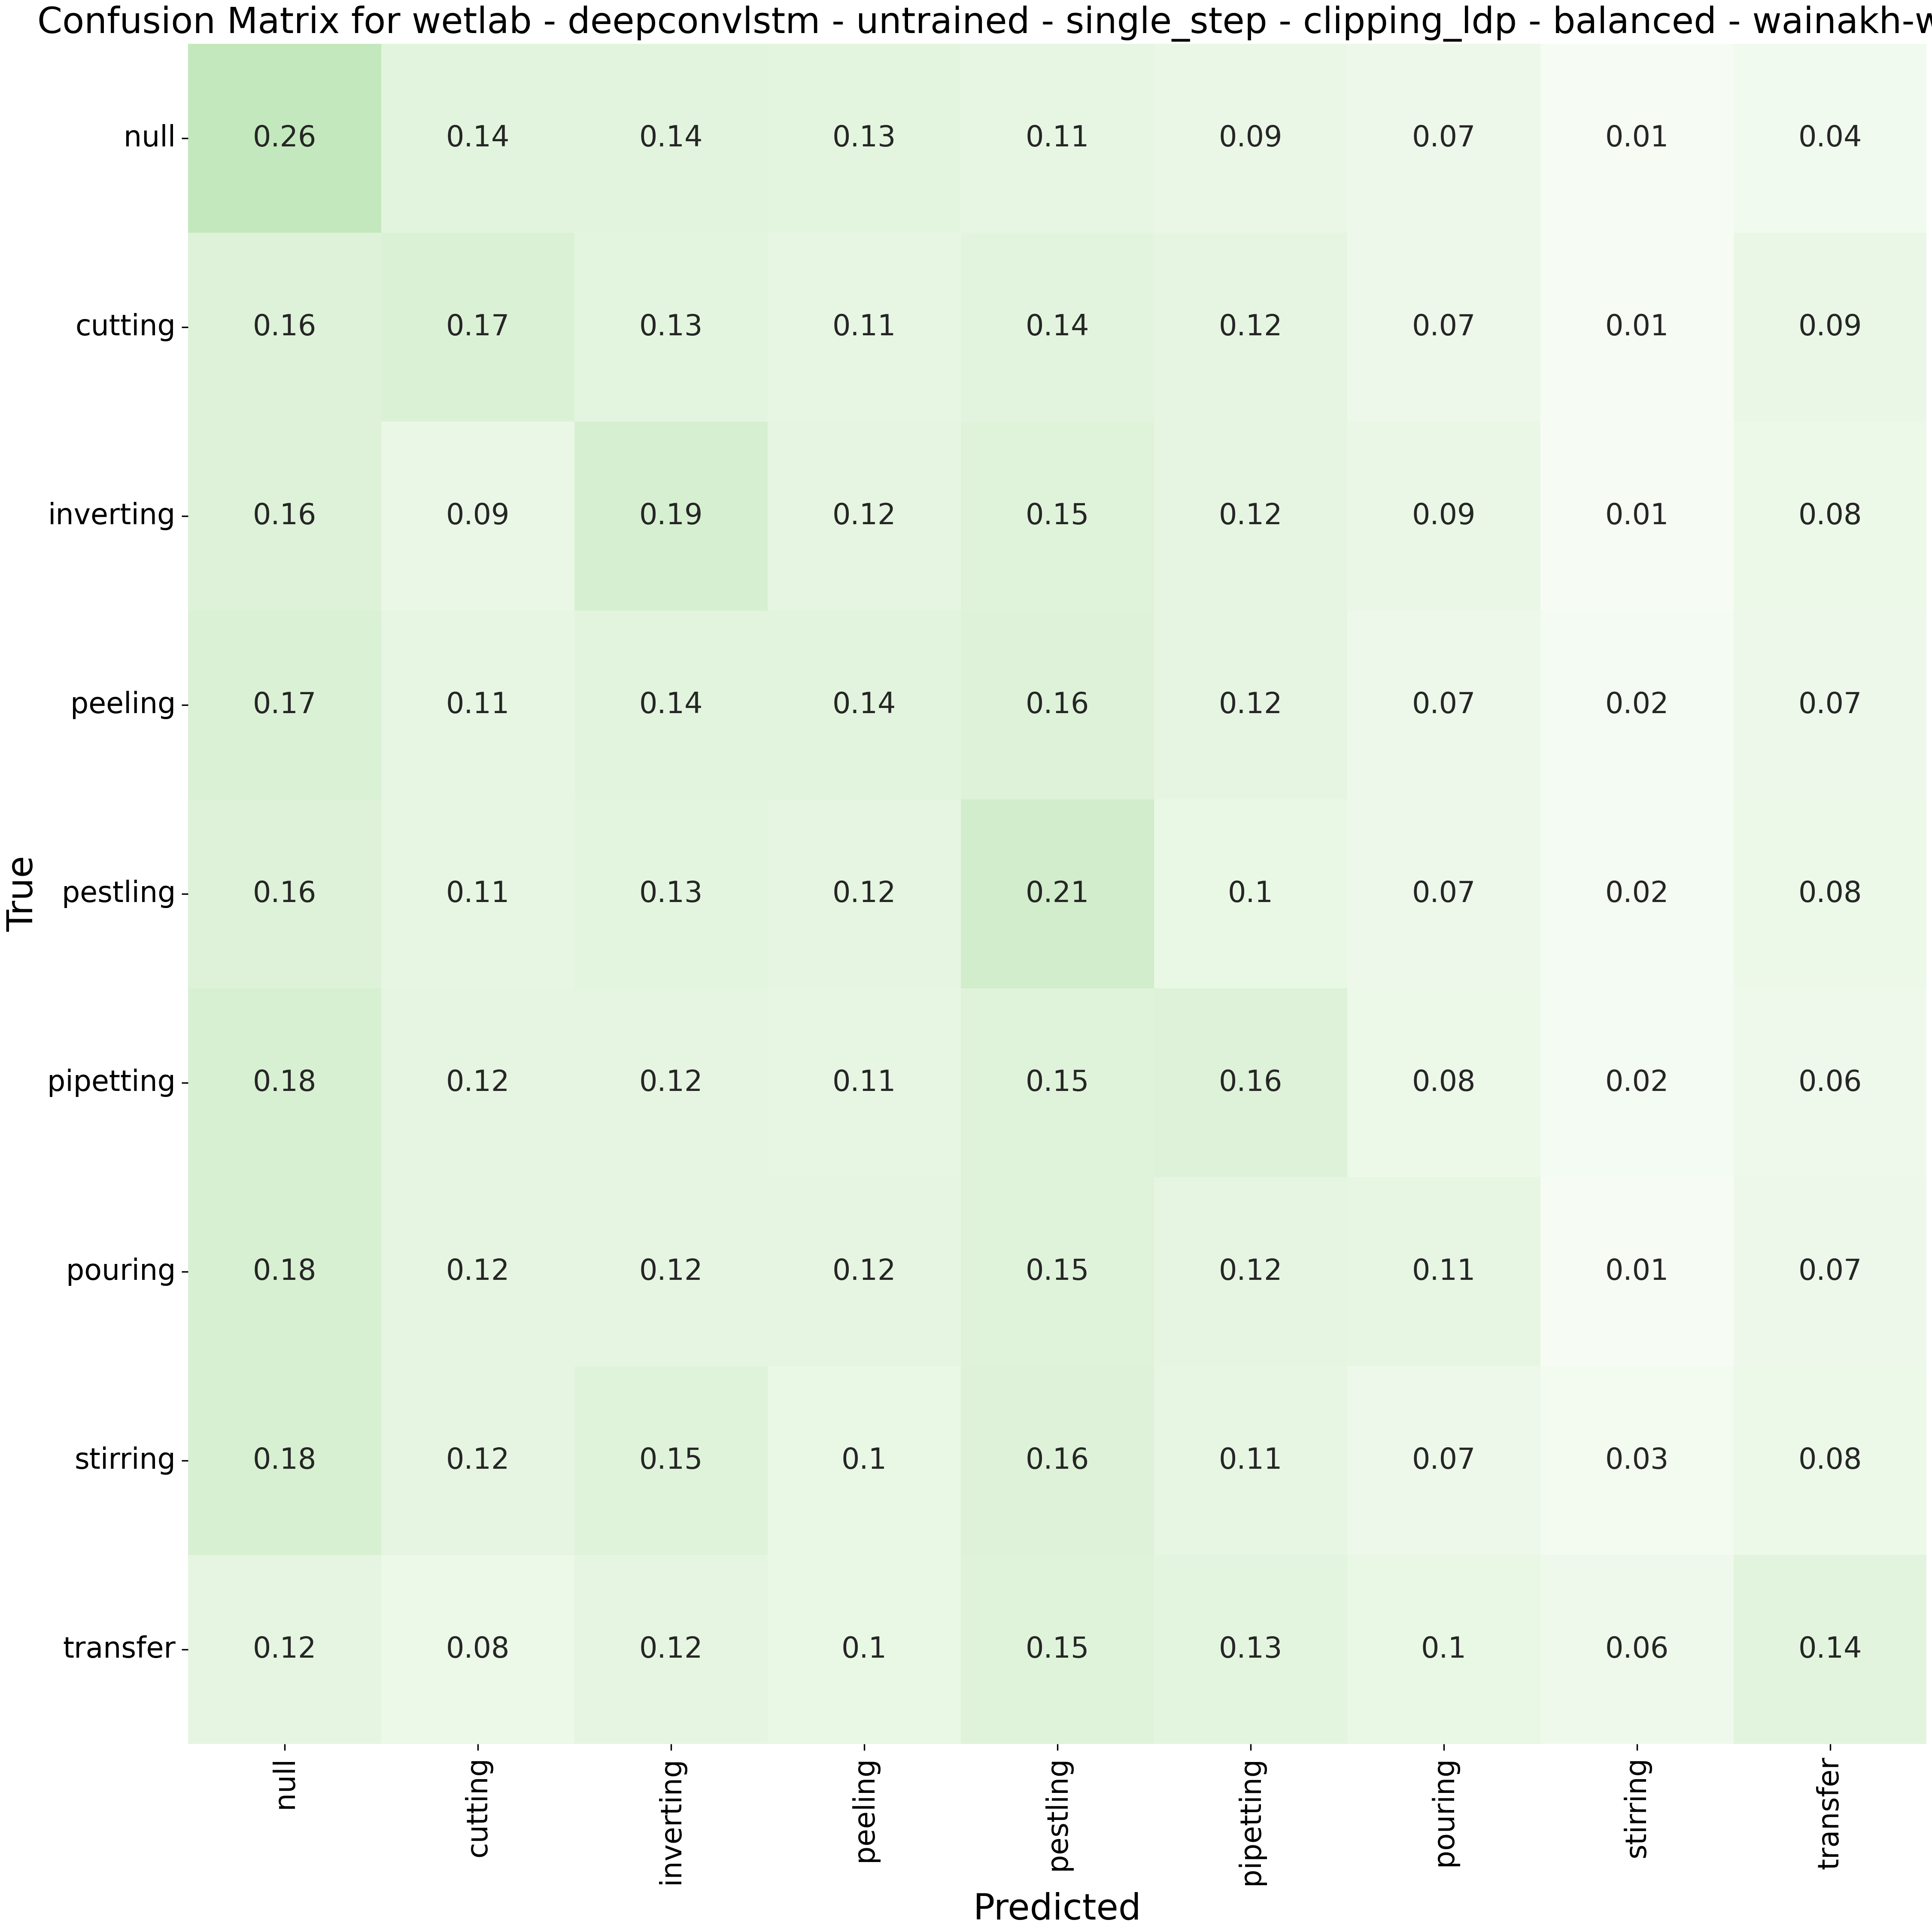 Confusion Matrix for wetlab - deepconvlstm - untrained - single_step - clipping_ldp - balanced - wainakh-w
null 0.26 0.14 0.14 0.13 0.11 0.09 0.07 0.01 0.04
cutting 0.16 0.17 0.13 0.11 0.14 0.12 0.07 0.01 0.09
inverting 0.16 0.09 0.19 0.12 0.15 0.12 0.09 0.01 0.08
peeling 0.17 0.11 0.14 0.14 0.16 0.12 0.07 0.02 0.07
pestling 0.16 0.11 0.13 0.12 0.21 0.1 0.07 0.02 0.08
pipetting 0.18 0.12 0.12 0.11 0.15 0.16 0.08 0.02 0.06
pouring 0.18 0.12 0.12 0.12 0.15 0.12 0.11 0.01 0.07
stirring 0.18 0.12 0.15 0.1 0.16 0.11 0.07 0.03 0.08
transfer 0.12 0.08 0.12 0.1 0.15 0.13 0.1 0.06 0.14
True
null cutting inverting peeling pestling pipetting pouring stirring transfer
Predicted